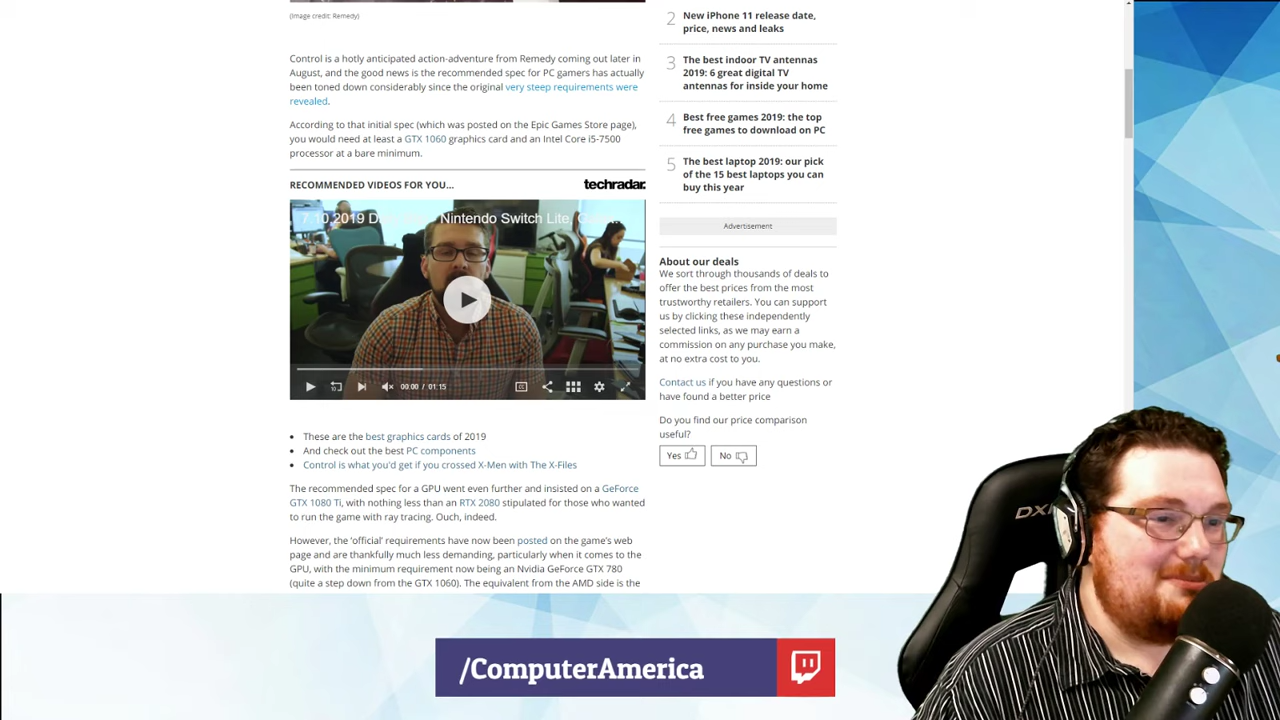 (Image credit: Remedy)
Control is a hotly anticipated action-adventure from Remedy coming out later in
August, and the good news is the recommended spec for PC gamers has actually
been toned down considerably since the original very steep requirements were
revealed.
According to that initial spec (which was posted on the Epic Games Store page),
you would need at least a GTX 1060 graphics card and an Intel Core i5-7500
processor at a bare minimum.
RECOMMENDED VIDEOS FOR YOU...
techradar.
7.10.2019 D
Nintendo Switch Lite,
00:00 / 01:15
These are the best graphics cards of 2019
And check out the best PC components
Control is what you'd get if you crossed X-Men with The X-Files
The recommended spec for a GPU went even further and insisted on a GeForce
GTX 1080 Ti, with nothing less than an RTX 2080 stipulated for those who wanted
to run the game with ray tracing. Ouch, indeed.
However, the 'official' requirements have now been posted on the game's web
page and are thankfully much less demanding, particularly when it comes to the
GPU, with the minimum requirement now being an Nvidia GeForce GTX 780
(quite a step down from the GTX 1060). The equivalent from the AMD side is the
2 New iPhone 11 release date,
price, news and leaks
3 The best indoor TV antennas
2019: 6 great digital TV
antennas for inside your home
4 Best free games 2019: the top
free games to download on PC
5 The best laptop 2019: our pick
of the 15 best laptops you can
buy this year
Advertisement
About our deals
We sort through thousands of deals to
offer the best prices from the most
trustworthy retailers. You can support
us by clicking these independently
selected links, as we may earn a
commission on any purchase you make,
at no extra cost to you.
Contact us if you have any questions or
have found a better price
Do you find our price comparison
useful?
Yes
No
/ComputerAmerica